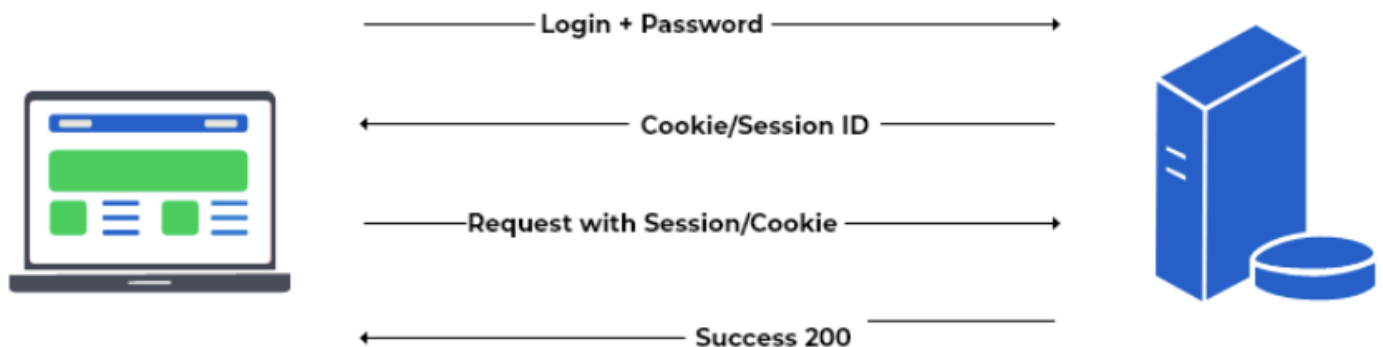 Login + Password
Cookie/Session ID
Request with Session/Cookie
Success 200